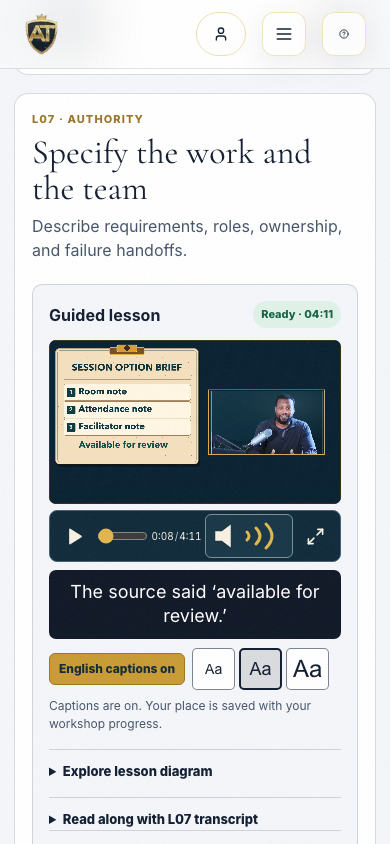 AT
L07 · AUTHORITY
Specify the work and
the team
Describe requirements, roles, ownership,
and failure handoffs.
Guided lesson
Ready · 04:11
SESSION OPTION BRIEF
1 Room note
2 Attendance note
3 Facilitator note
Available for review
0:08/4:11
The source said ‘available for
review.’
English captions on
Aa
Aa
Aa
Captions are on. Your place is saved with your
workshop progress.
Explore lesson diagram
Read along with L07 transcript